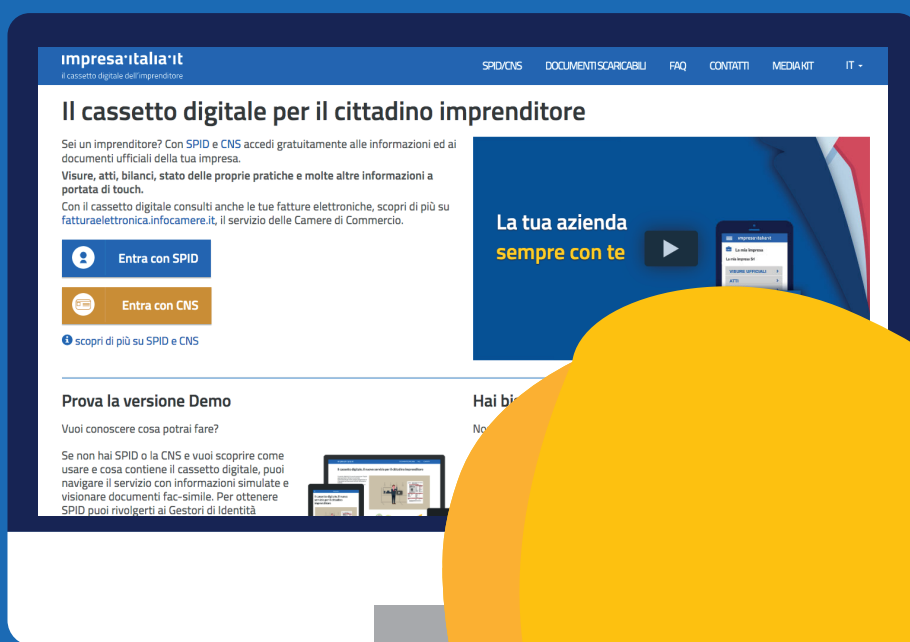 impresa italia it
il cassetto digitale dell'imprenditore
SPID/CNS DOCUMENTI SCARICABILI FAQ CONTATTI MEDIA KIT IT
Il cassetto digitale per il cittadino imprenditore
Sei un imprenditore? Con SPID e CNS accedi gratuitamente alle informazioni ed ai
documenti ufficiali della tua impresa.
Visure, atti, bilanci, stato delle proprie pratiche e molte altre informazioni a
portata di touch.
Con il cassetto digitale consulti anche le tue fatture elettroniche, scopri di più su
fatturaelettronica.infocamere.it, il servizio delle Camere di Commercio.
Entra con SPID
Entra con CNS
scopri di più su SPID e CNS
La tua azienda
sempre con te
impresa italia it
La mia Impresa
La mia Impresa Srl
VISURE UFFICIALI
ATTI
Prova la versione Demo
Vuoi conoscere cosa potrai fare?
Se non hai SPID o la CNS e vuoi scoprire come
usare e cosa contiene il cassetto digitale, puoi
navigare il servizio con informazioni simulate e
visionare documenti fac-simile. Per ottenere
SPID puoi rivolgerti ai Gestori di Identità
Hai